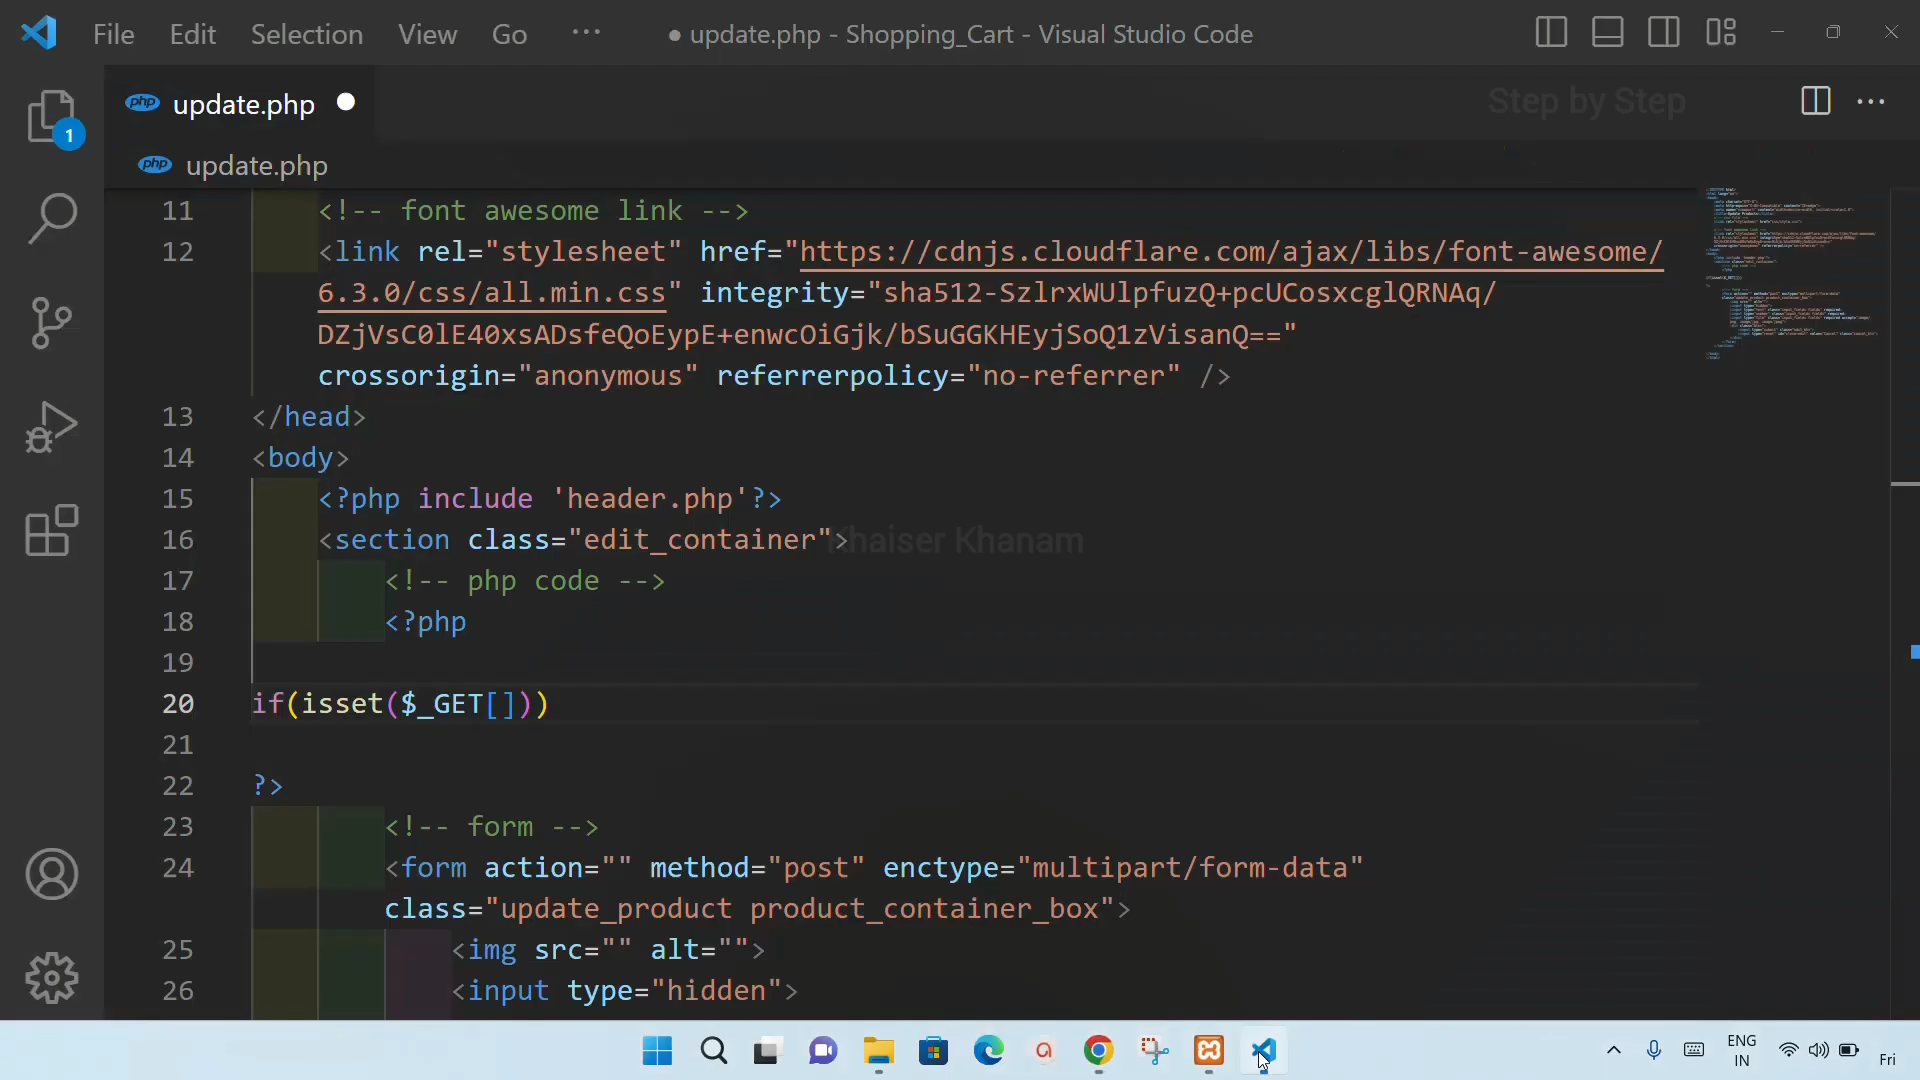 File Edit Selection View Go ··· ● update.php - Shopping_Cart - Visual Studio Code
php update.php
Step by Step
1
php update.php
11 <!-- font awesome link -->
12 <link rel="stylesheet" href="https://cdnjs.cloudflare.com/ajax/libs/font-awesome/
6.3.0/css/all.min.css" integrity="sha512-SzlrxWUlpfuzQ+pcUCosxcglQRNAq/
DZjVsC0lE40xsADsfeQoEypE+enwcOiGjk/bSuGGKHEyjSoQ1zVisanQ=="
crossorigin="anonymous" referrerpolicy="no-referrer" />
13 </head>
14 <body>
15 <?php include 'header.php'?>
16 <section class="edit_container">
Khaiser Khanam
17 <!-- php code -->
18 <?php
19
20 if(isset($_GET[]))
21
22 ?>
23 <!-- form -->
24 <form action="" method="post" enctype="multipart/form-data"
class="update_product product_container_box">
25 <img src="" alt="">
26 <input type="hidden">
ENG
IN
Fri